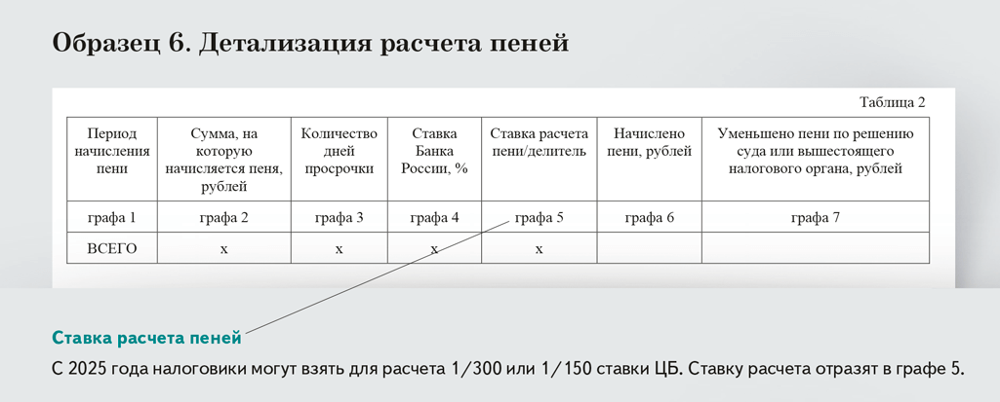 Образец 6. Детализация расчета пеней
Таблица 2
Период начисления пени
Сумма, на которую начисляется пеня, рублей
Количество дней просрочки
Ставка Банка России, %
Ставка расчета пени/делитель
Начислено пени, рублей
Уменьшено пени по решению суда или вышестоящего налогового органа, рублей
графа 1 графа 2 графа 3 графа 4 графа 5 графа 6 графа 7
ВСЕГО х х х х
Ставка расчета пеней
С 2025 года налоговики могут взять для расчета 1/300 или 1/150 ставки ЦБ. Ставку расчета отразят в графе 5.